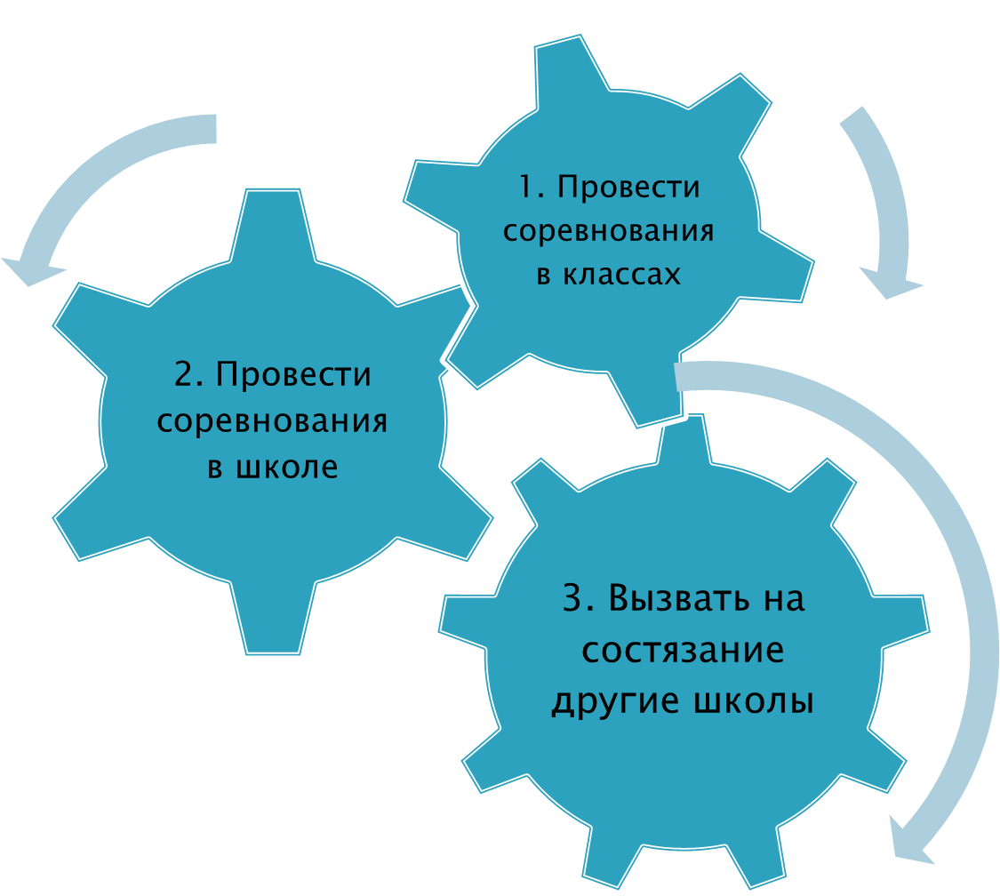 1. Провести
соревнования
в классах
2. Провести
соревнования
в школе
3. Вызвать на
состязание
другие школы